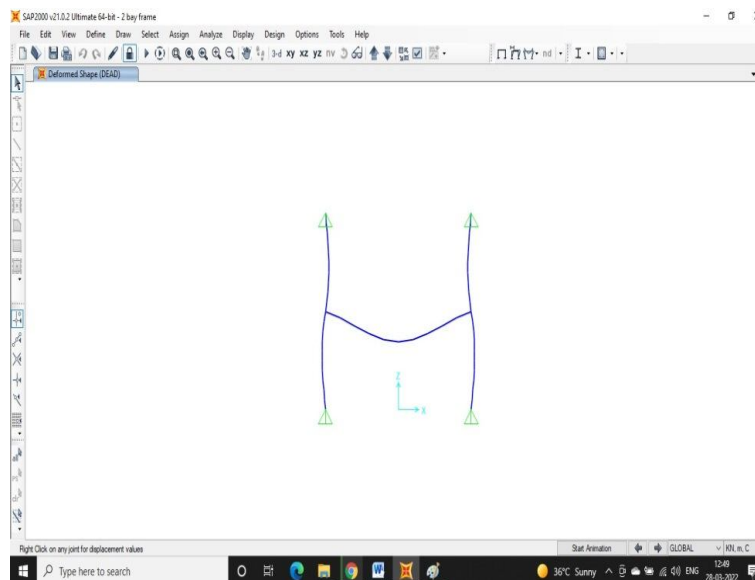 SAP2000 v21.0.2 Ultimate 64-bit - 2 bay frame
File Edit View Define Draw Select Assign Analyze Display Design Options Tools Help
3-d xy xz yz nv nd
Deformed Shape (DEAD)
Z
X
Right Click on any joint for displacement values
Start Animation GLOBAL KN, m, C
Type here to search
36°C Sunny ENG
12:49
28-03-2022